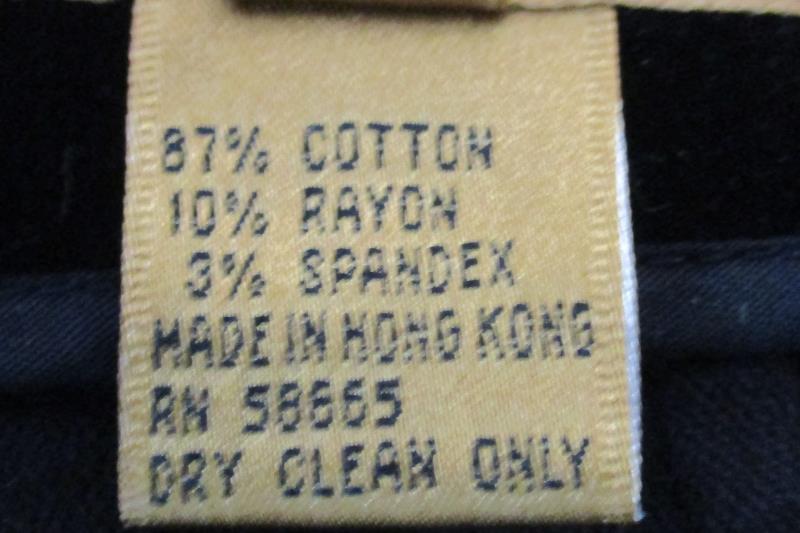 87% COTTON
10% RAYON
3% SPANDEX
MADE IN HONG KONG
RN 58665
DRY CLEAN ONLY